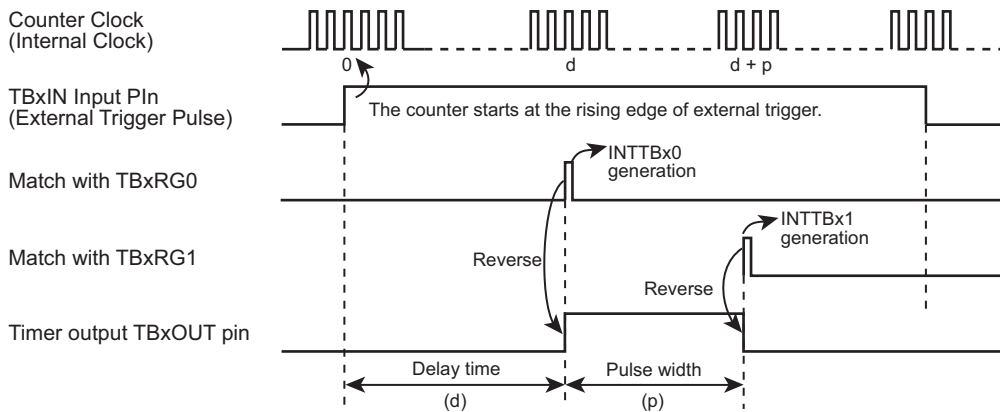 Counter Clock
(Internal Clock)
0
d
d + p
TBxIN Input PIn
(External Trigger Pulse)
The counter starts at the rising edge of external trigger.
Match with TBxRG0
INTTBx0
generation
Match with TBxRG1
INTTBx1
generation
Reverse
Reverse
Timer output TBxOUT pin
Delay time
(d)
Pulse width
(p)